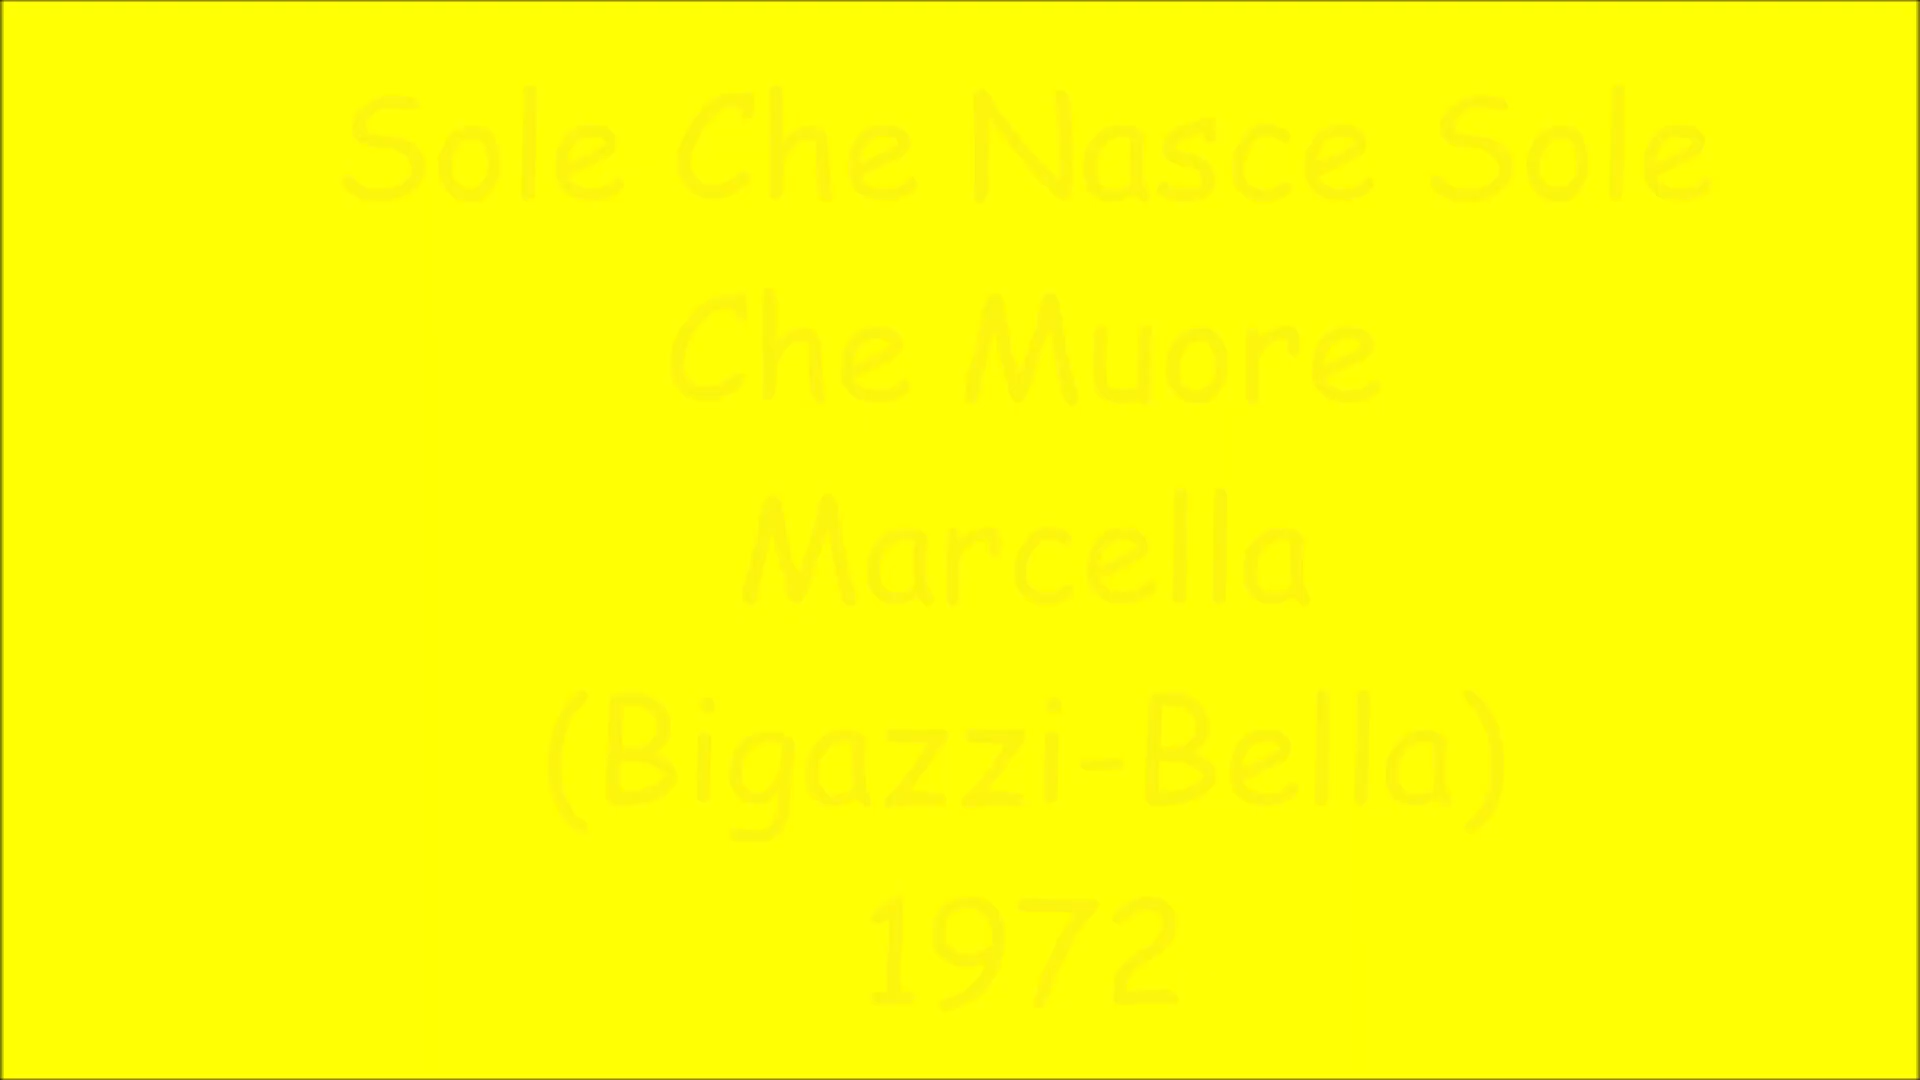 Sole Che Nasce Sole
Che Muore
Marcella
(Bigazzi-Bella)
1972